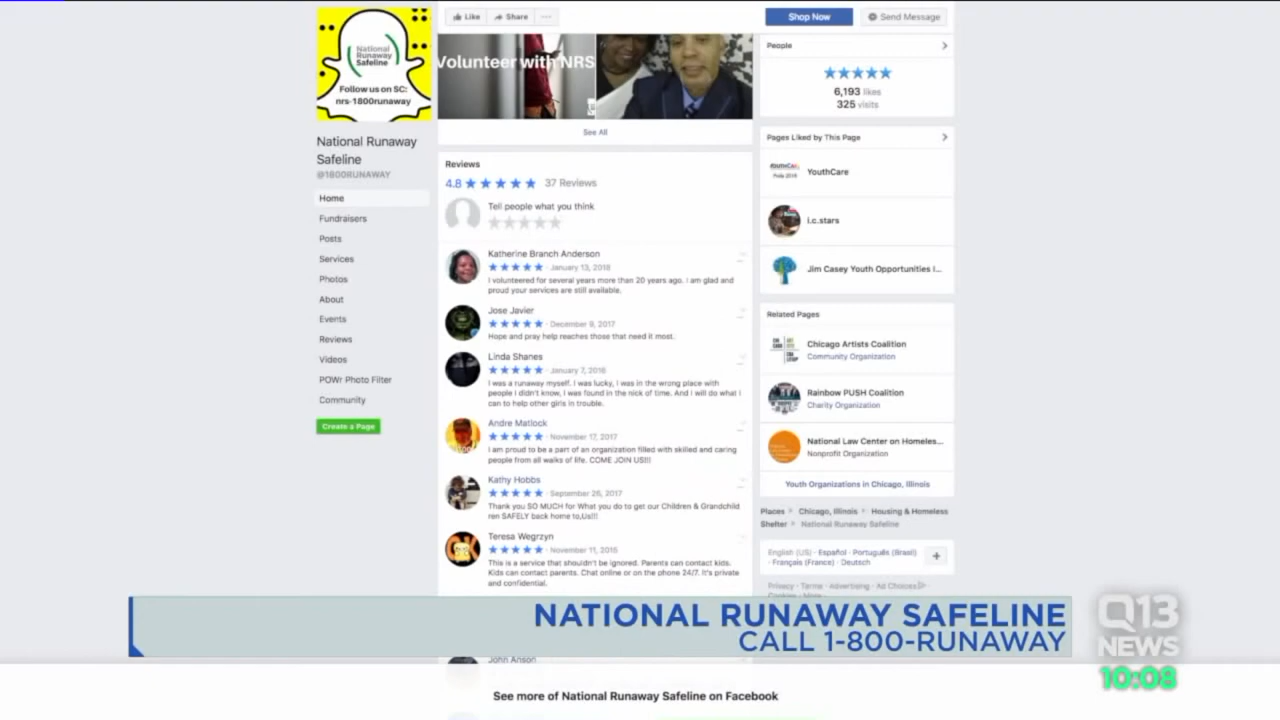 National
Runaway
Safeline
Follow us on SC:
nrs-1800runaway
National Runaway
Safeline
@1800RUNAWAY
Home
Fundraisers
Posts
Services
Photos
About
Events
Reviews
Videos
POWr Photo Filter
Community
Create a Page
Like Share ...
Shop Now Send Message
Volunteer with NRS
See All
Reviews
4.8 37 Reviews
Tell people what you think
Katherine Branch Anderson
· January 13, 2018
I volunteered for several years more than 20 years ago. I am glad and
proud your services are still available.
Jose Javier
· December 9, 2017
Hope and pray help reaches those that need it most.
Linda Shanes
· January 7, 2016
I was a runaway myself. I was lucky, I was in the wrong place with
people I didn't know, I was found in the nick of time. And I will do what I
can to help other girls in trouble.
Andre Matlock
· November 17, 2017
I am proud to be a part of an organization filled with skilled and caring
people from all walks of life. COME JOIN US!!!
Kathy Hobbs
· September 26, 2017
Thank you SO MUCH for What you do to get our Children & Grandchild
ren SAFELY back home to,Us!!!
Teresa Wegrzyn
· November 11, 2016
This is a service that shouldn't be ignored. Parents can contact kids.
Kids can contact parents. Chat online or on the phone 24/7. It's private
and confidential.
John Anson
People
6,193 likes
325 visits
Pages Liked by This Page
YouthCare
i.c.stars
Jim Casey Youth Opportunities I...
Related Pages
Chicago Artists Coalition
Community Organization
Rainbow PUSH Coalition
Charity Organization
National Law Center on Homeles...
Nonprofit Organization
Youth Organizations in Chicago, Illinois
Places Chicago, Illinois Housing & Homeless
Shelter National Runaway Safeline
English (US) · Español · Português (Brasil)
· Français (France) · Deutsch
Privacy · Terms · Advertising · Ad Choices
NATIONAL RUNAWAY SAFELINE
CALL 1-800-RUNAWAY
Q13
NEWS
10:08
See more of National Runaway Safeline on Facebook